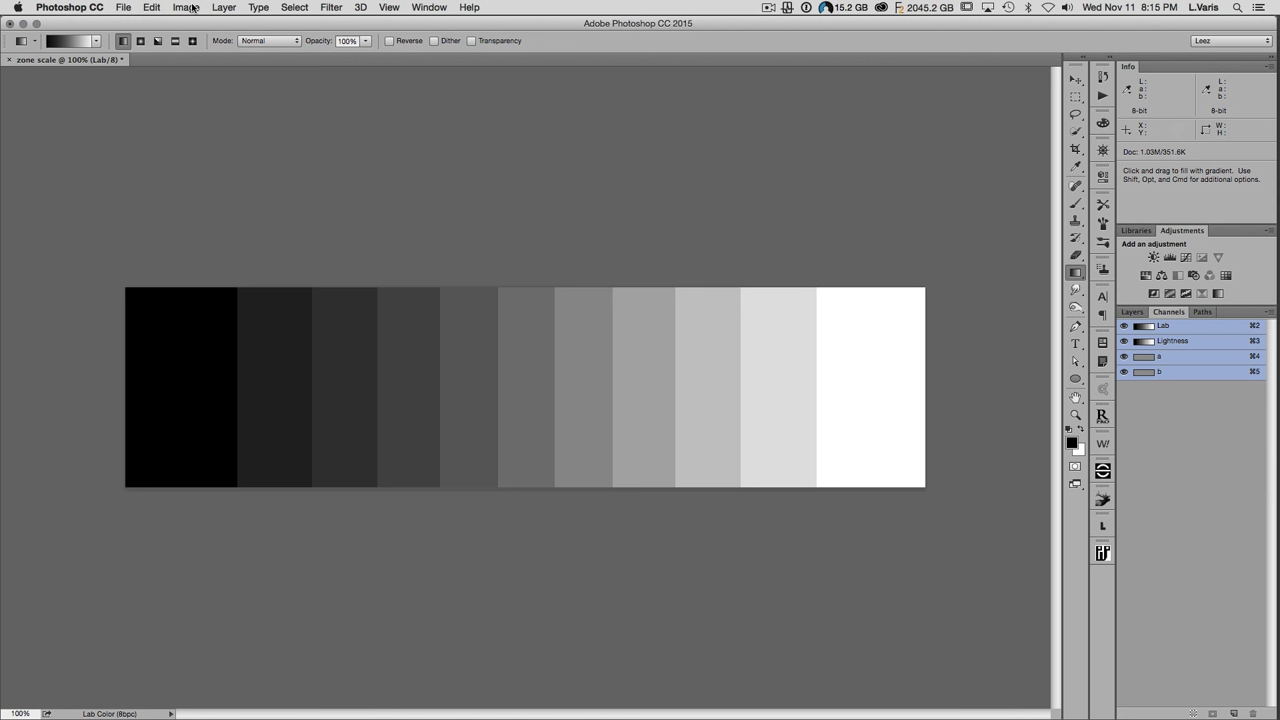 Photoshop CC File Edit Image Layer Type Select Filter 3D View Window Help 15.2 GB 2045.2 GB Wed Nov 11 8:15 PM L.Varis
Adobe Photoshop CC 2015
Mode: Normal Opacity: 100% Reverse Dither Transparency Leez
× zone scale @ 100% (Lab/8) *
Info
L: L:
a: a:
b: b:
8-bit 8-bit
X: W:
Y: H:
Doc: 1.03M/351.6K
Click and drag to fill with gradient. Use
Shift, Opt, and Cmd for additional options.
Libraries Adjustments
Add an adjustment
Layers Channels Paths
Lab ⌘2
Lightness ⌘3
a ⌘4
b ⌘5
100% Lab Color (8bpc)